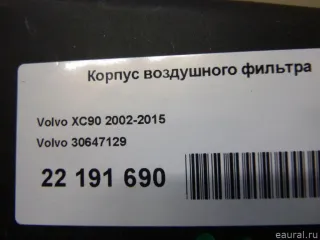 Корпус воздушного фильтра
Volvo XC90 2002-2015
Volvo 30647129
22 191 690
eaural.ru